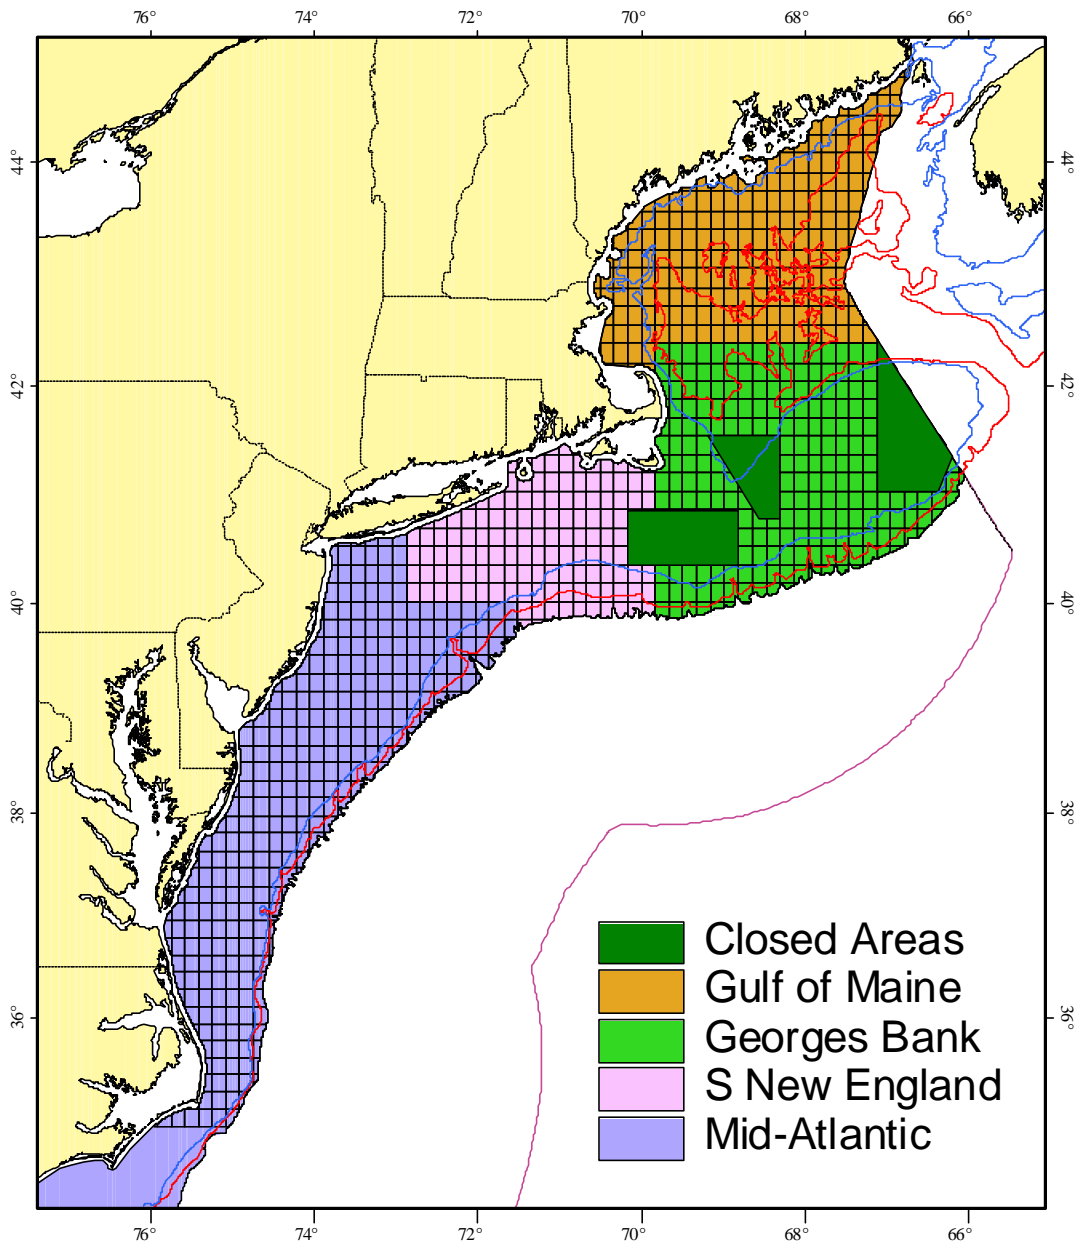 76° 74° 72° 70° 68° 66°
44° 44°
42° 42°
40° 40°
38° 38°
36° 36°
Closed Areas
Gulf of Maine
Georges Bank
S New England
Mid-Atlantic
76° 74° 72° 70° 68° 66°